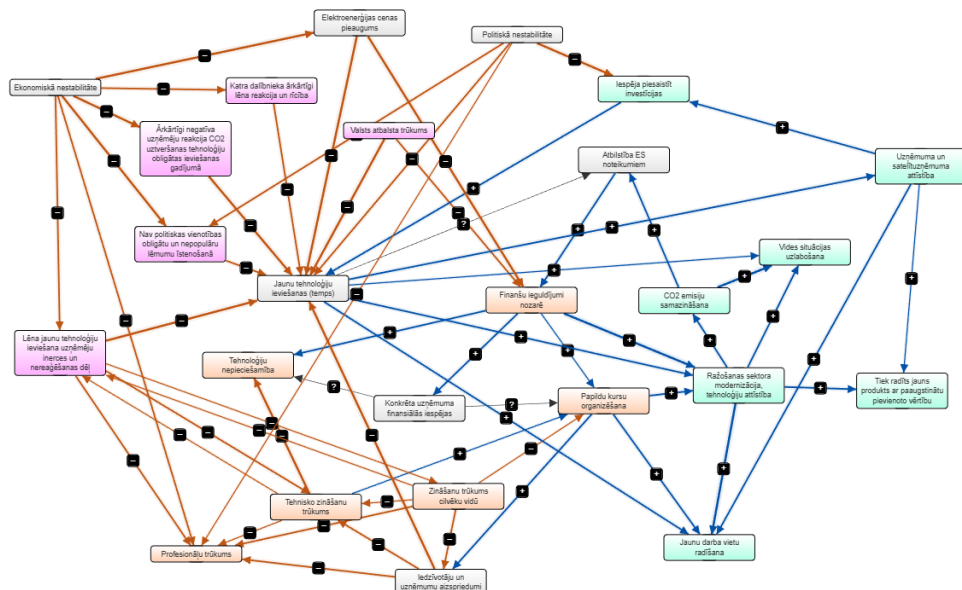 Elektroenerģijas cenas
pieaugums
Politiskā nestabilitāte
Ekonomiskā nestabilitāte
Katra dalībnieka ārkārtīgi
lēna reakcija un rīcība
Iespēja piesaistīt
investīcijas
Ārkārtīgi negatīva
uzņēmēju reakcija CO2
uztveršanas tehnoloģiju
obligātas ieviešanas
gadījumā
Valsts atbalsta trūkums
Atbilstība ES
noteikumiem
Uzņēmuma un
satelītuzņēmuma
attīstība
Nav politiskas vienotības
obligātu un nepopulāru
lēmumu īstenošanā
Vides situācijas
uzlabošana
Jaunu tehnoloģiju
ieviešana (temps)
Finanšu ieguldījumi
nozarē
CO2 emisiju
samazināšana
Lēna jaunu tehnoloģiju
ieviešana uzņēmēju
inerces un
nereaģēšanas dēļ
Tehnoloģiju
nepieciešamība
Konkrēta uzņēmuma
finansiālās iespējas
Papildu kursu
organizēšana
Ražošanas sektora
modernizācija,
tehnoloģiju attīstība
Tiek radīts jauns
produkts ar paaugstinātu
pievienoto vērtību
Tehnisko zināšanu
trūkums
Zināšanu trūkums
cilvēku vidū
Profesionāļu trūkums
Jaunu darba vietu
radīšana
Iedzīvotāju un
uzņēmumu aizspriedumi